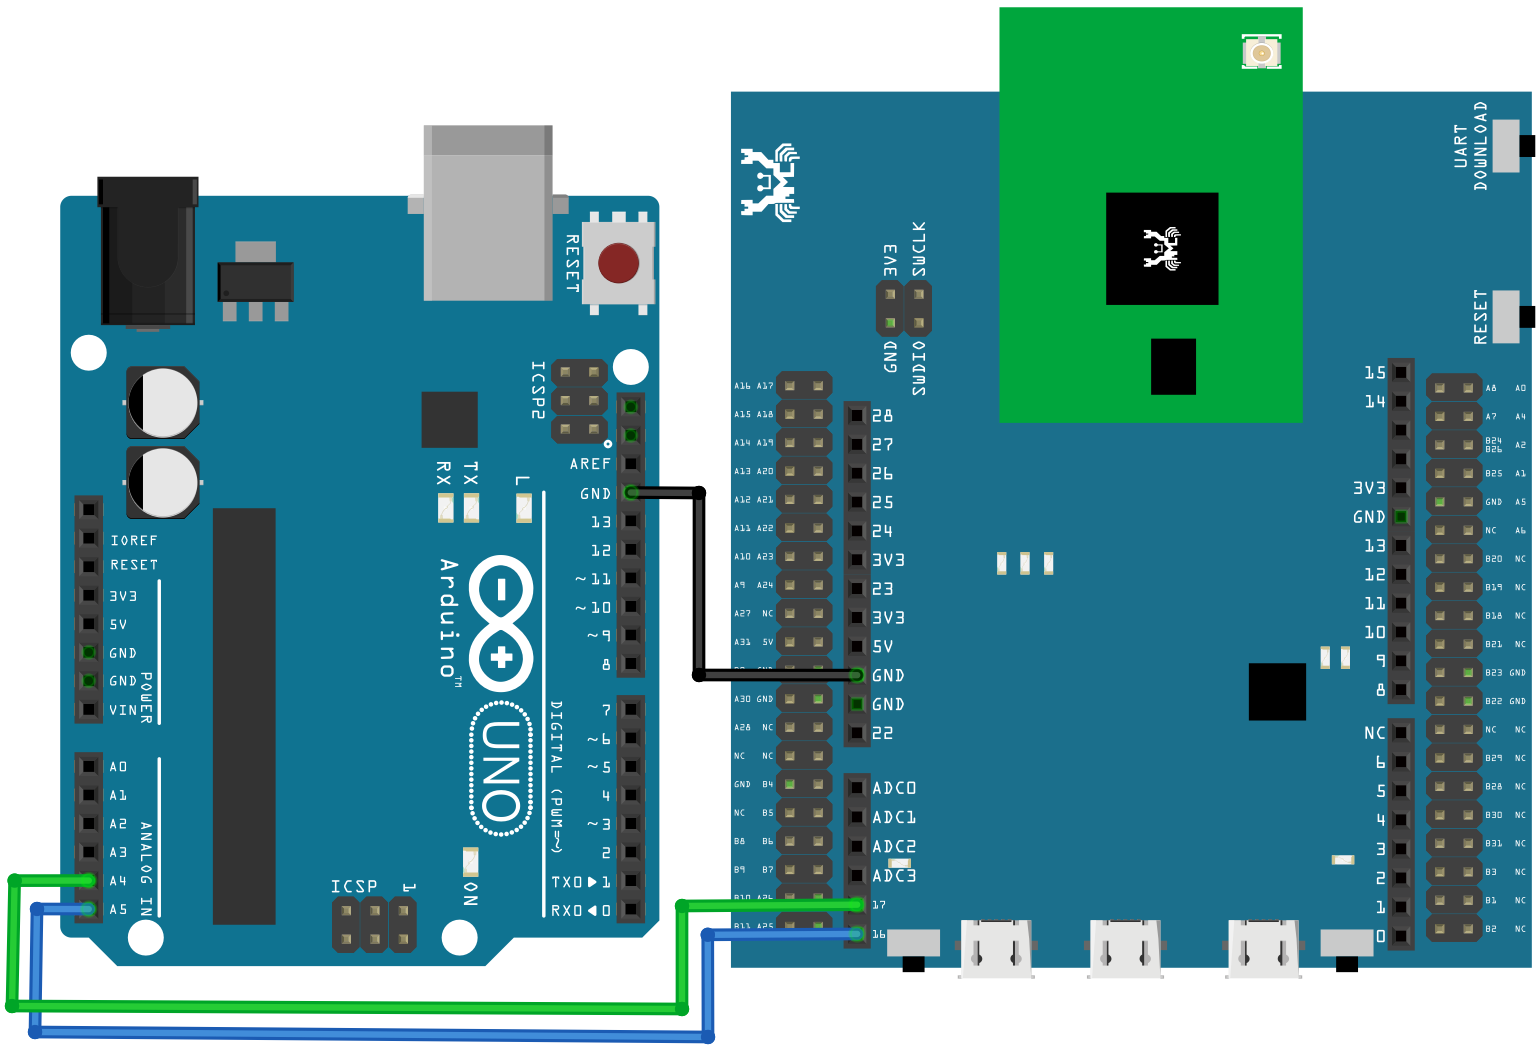 RESET
ICSP2
AREF
GND
13
12
~11
~10
~9
8
RX
TX
L
IOREF
RESET
3V3
5V
GND
GND
VIN
POWER
Arduino™
UNO
DIGITAL (PWM=~)
7
~6
~5
4
~3
2
TX0▶1
RX0◀0
A0
A1
A2
A3
A4
A5
ANALOG IN
ICSP
1
ON
3V3
SWCLK
GND
SWDIO
UART
DOWNLOAD
RESET
A16 A17
A15 A18
A14 A19
A13 A20
A12 A21
A11 A22
A10 A23
A9 A24
A27 NC
A31 5V
A30 GND
A28 NC
NC NC
GND B4
NC B5
B8 B6
B9 B7
B10 A26
B11 A25
28
27
26
25
24
3V3
23
3V3
5V
GND
GND
22
ADC0
ADC1
ADC2
ADC3
17
16
15
14
3V3
GND
13
12
11
10
9
8
NC
6
5
4
3
2
1
0
A8 A0
A7 A4
B24
B26 A2
B25 A1
GND A5
NC A6
B20 NC
B19 NC
B18 NC
B21 NC
B23 GND
B22 GND
NC NC
B29 NC
B28 NC
B30 NC
B31 NC
B3 NC
B1 NC
B2 NC